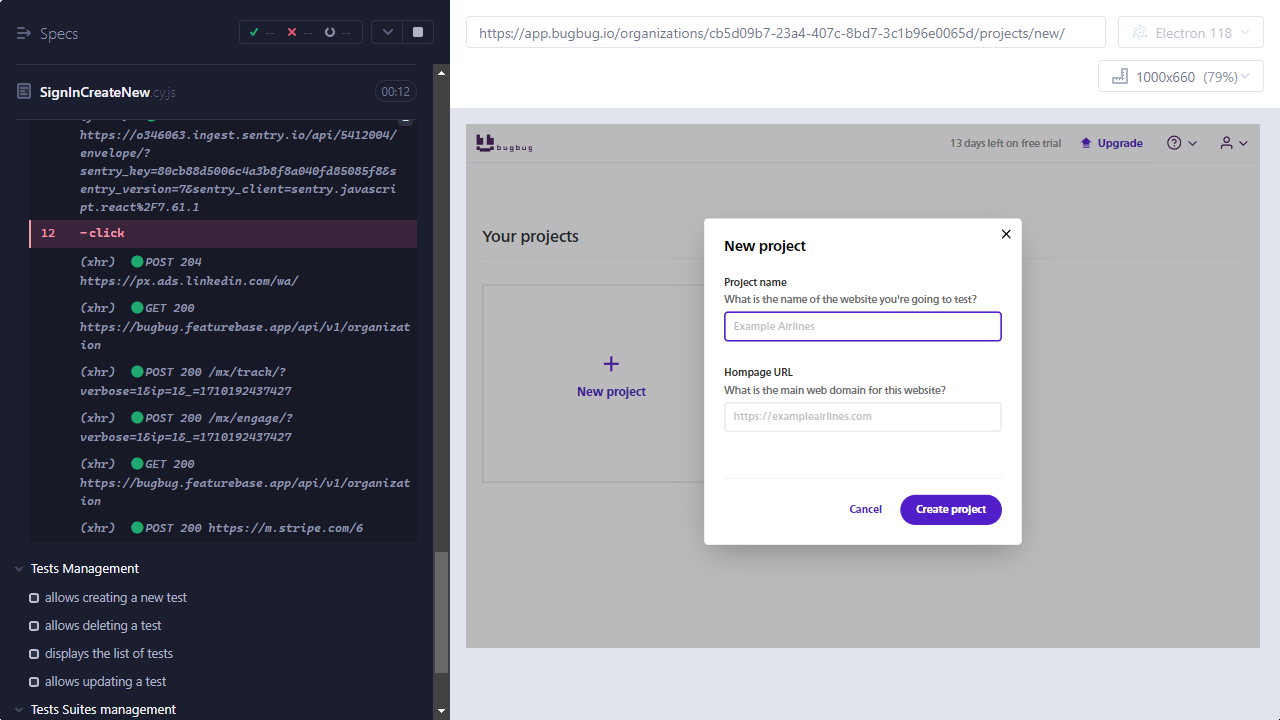 Specs
--
--
--
SignInCreateNew.cy.js
00:12
https://o346063.ingest.sentry.io/api/5412004/
envelope/?
sentry_key=80cb88d5006c4a3b8f8a040fd85085f8&s
entry_version=7&sentry_client=sentry.javascri
pt.react%2F7.61.1
12 -click
(xhr) POST 204
https://px.ads.linkedin.com/wa/
(xhr) GET 200
https://bugbug.featurebase.app/api/v1/organizat
ion
(xhr) POST 200 /mx/track/?
verbose=1&ip=1&_=1710192437427
(xhr) POST 200 /mx/engage/?
verbose=1&ip=1&_=1710192437427
(xhr) GET 200
https://bugbug.featurebase.app/api/v1/organizat
ion
(xhr) POST 200 https://m.stripe.com/6
Tests Management
allows creating a new test
allows deleting a test
displays the list of tests
allows updating a test
Tests Suites management
https://app.bugbug.io/organizations/cb5d09b7-23a4-407c-8bd7-3c1b96e0065d/projects/new/
Electron 118
1000x660 (79%)
bugbug
13 days left on free trial
Upgrade
Your projects
New project
New project
Project name
What is the name of the website you're going to test?
Example Airlines
Hompage URL
What is the main web domain for this website?
https://exampleairlines.com
Cancel
Create project